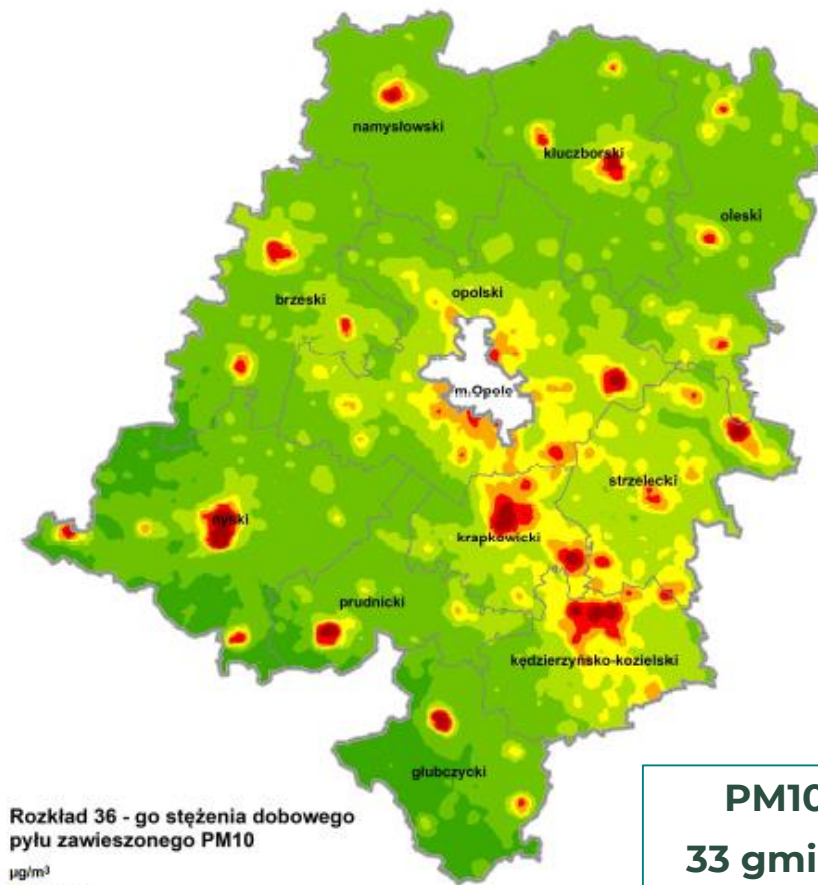 namysłowski
kluczborski
oleski
opolski
brzeski
m.Opole
strzelecki
nyski
krapkowicki
prudnicki
kędzierzyńsko-kozielski
głubczycki
Rozkład 36 - go stężenia dobowego
pyłu zawieszonego PM10
µg/m³
PM10
33 gmi